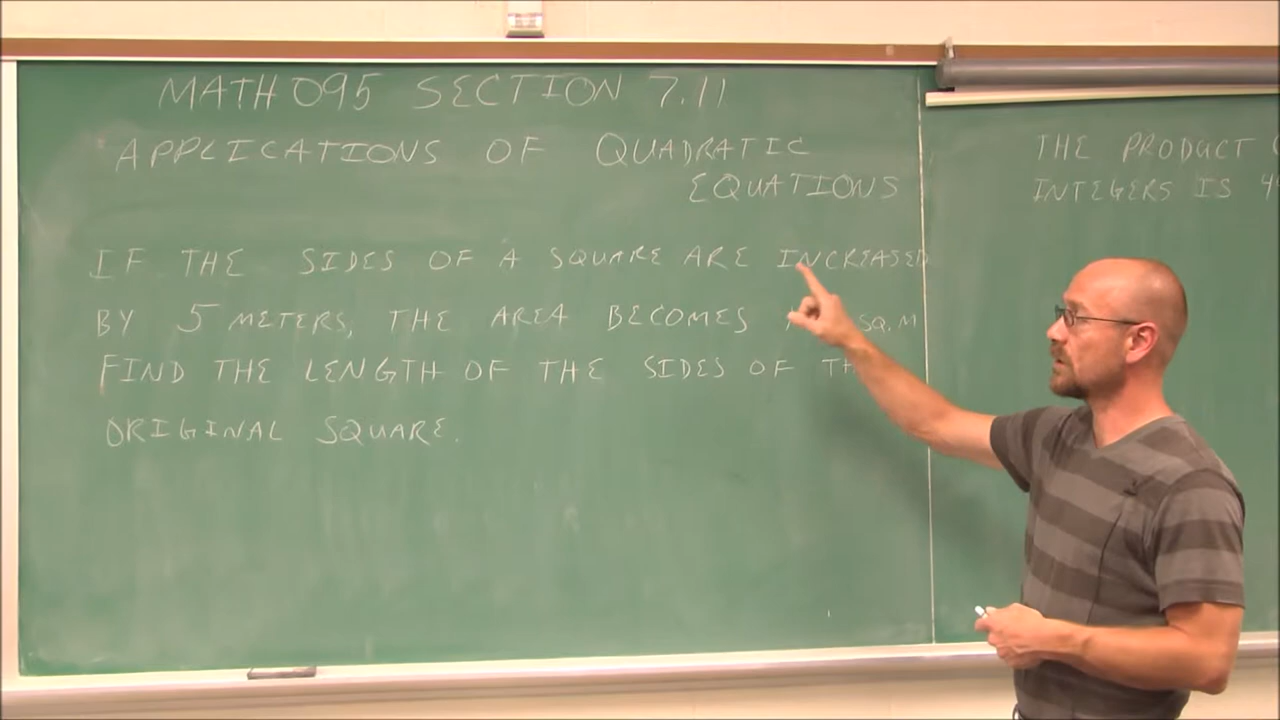 MATH 095 SECTION 7.11
APPLICATIONS OF QUADRATIC
EQUATIONS
IF THE SIDES OF A SQUARE ARE INCREASED
BY 5 METERS, THE AREA BECOMES SQ. M
FIND THE LENGTH OF THE SIDES OF
ORIGINAL SQUARE.
THE PRODUCT
INTEGERS IS